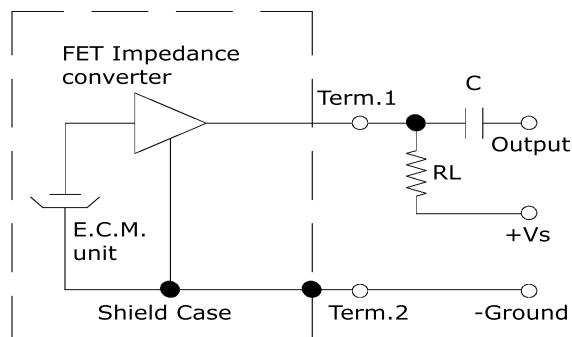 FET Impedance
converter
Term.1
C
Output
RL
+Vs
E.C.M.
unit
Shield Case
Term.2
-Ground